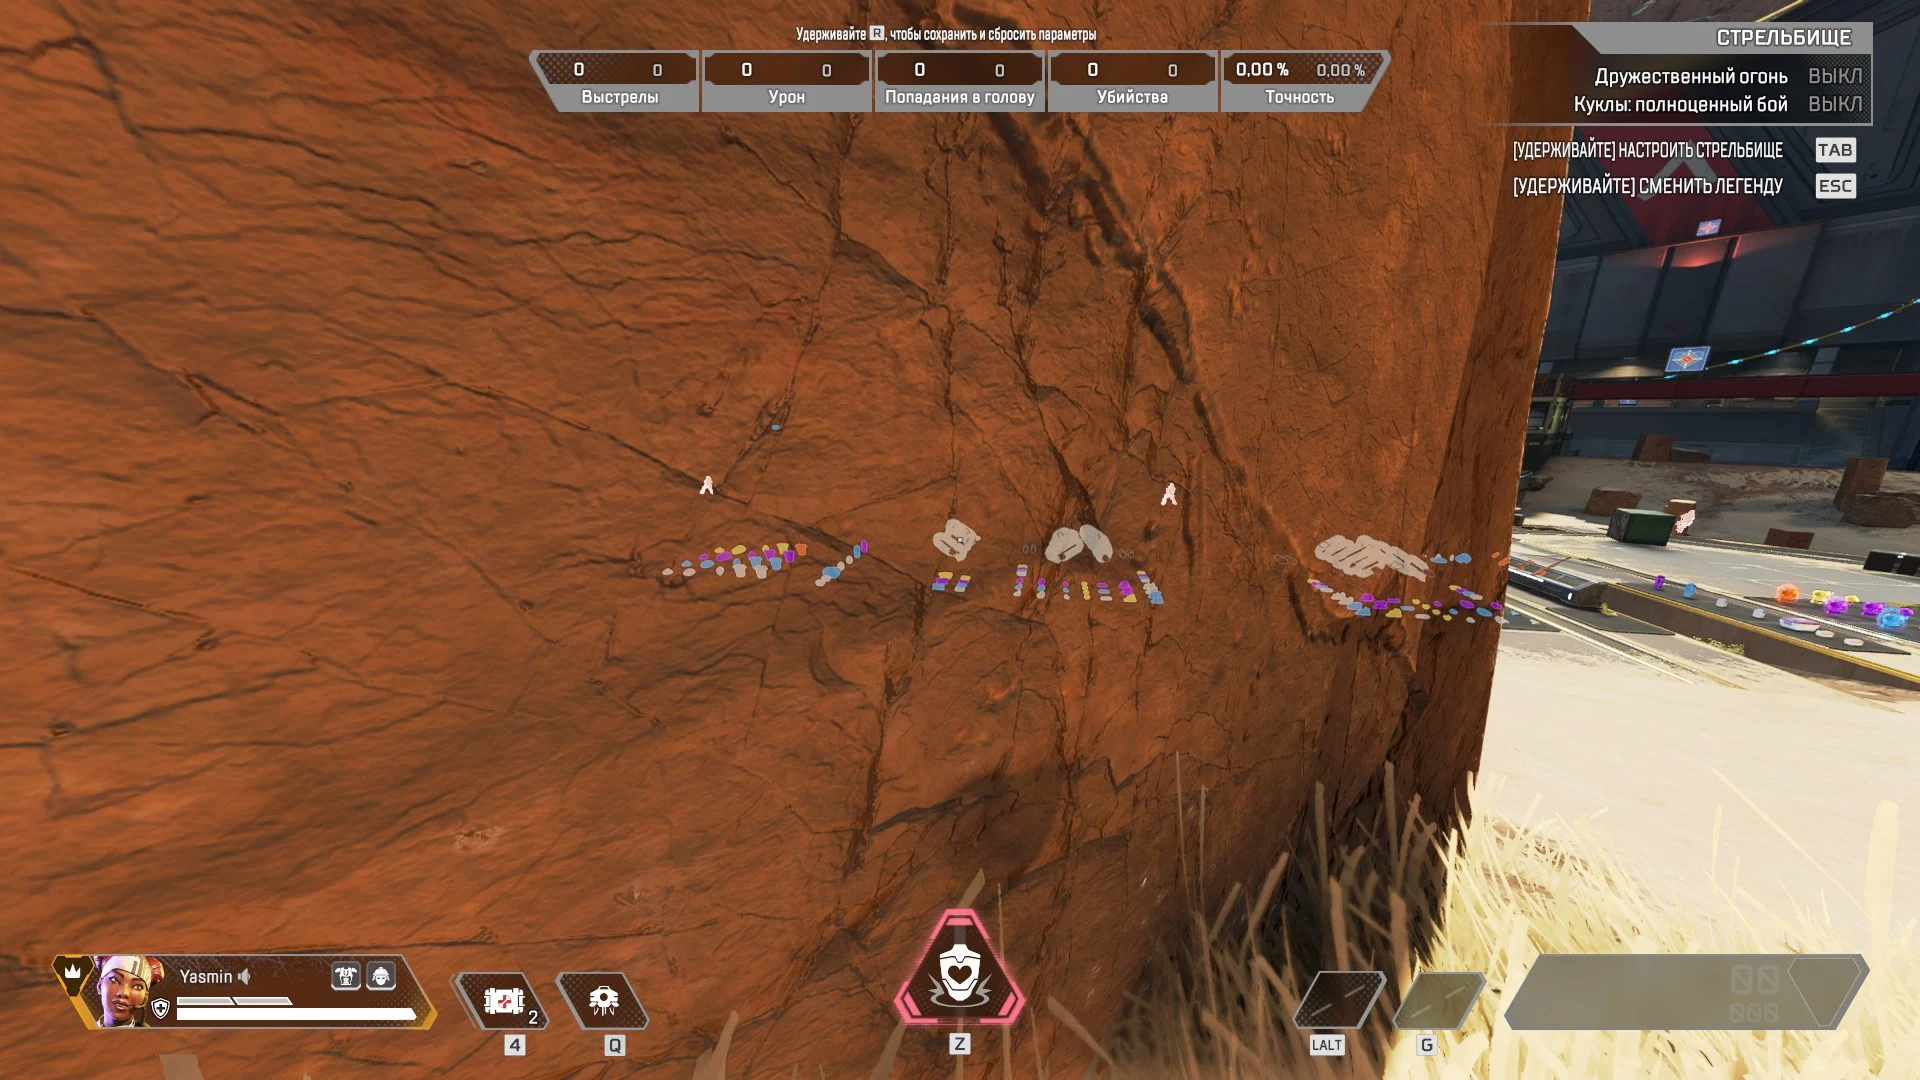 Удерживайте R, чтобы сохранить и сбросить параметры
0 0 0 0 0 0 0 0 0,00 % 0,00 %
Выстрелы Урон Попадания в голову Убийства Точность
СТРЕЛЬБИЩЕ
Дружественный огонь ВЫКЛ
Куклы: полноценный бой ВЫКЛ
[УДЕРЖИВАЙТЕ] НАСТРОИТЬ СТРЕЛЬБИЩЕ TAB
[УДЕРЖИВАЙТЕ] СМЕНИТЬ ЛЕГЕНДУ ESC
Yasmin
2
00
000
4 Q Z LALT G